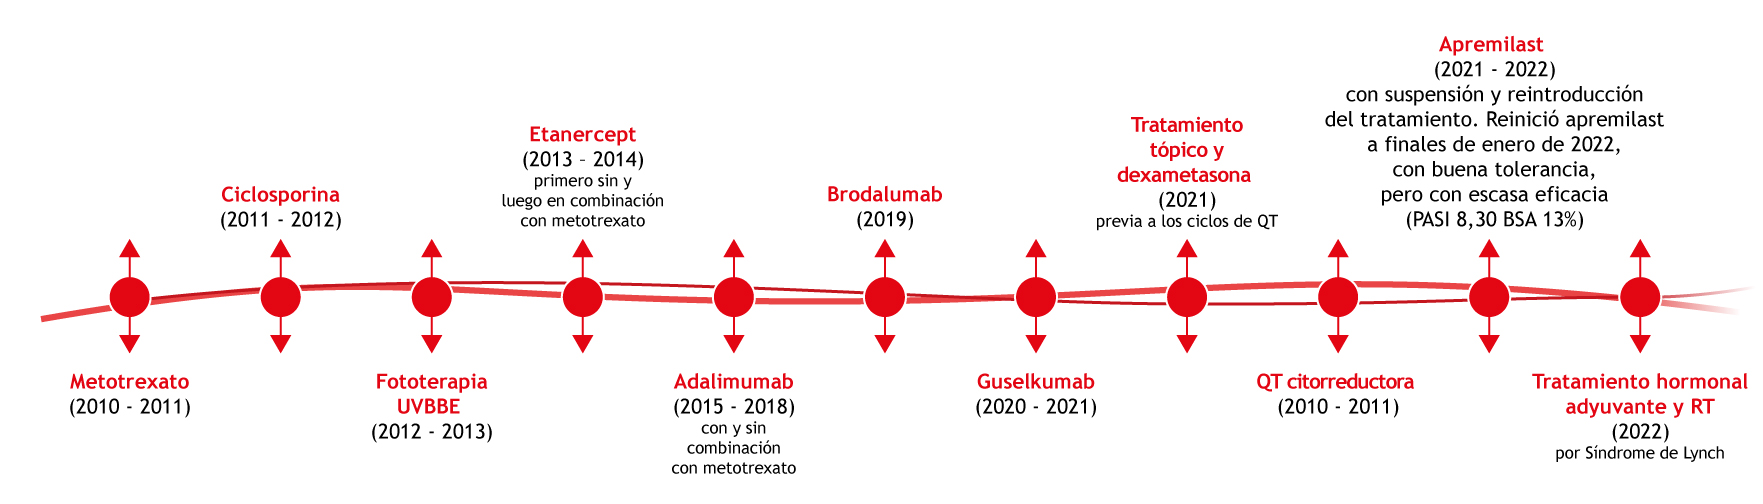 Metotrexato
(2010 - 2011)
Ciclosporina
(2011 - 2012)
Fototerapia
UVBBE
(2012 - 2013)
Etanercept
(2013 – 2014)
primero sin y
luego en combinación
con metotrexato
Adalimumab
(2015 - 2018)
con y sin
combinación
con metotrexato
Brodalumab
(2019)
Guselkumab
(2020 - 2021)
Tratamiento
tópico y
dexametasona
(2021)
previa a los ciclos de QT
QT citorreductora
(2010 - 2011)
Apremilast
(2021 - 2022)
con suspensión y reintroducción
del tratamiento. Reinició apremilast
a finales de enero de 2022,
con buena tolerancia,
pero con escasa eficacia
(PASI 8,30 BSA 13%)
Tratamiento hormonal
adyuvante y RT
(2022)
por Síndrome de Lynch